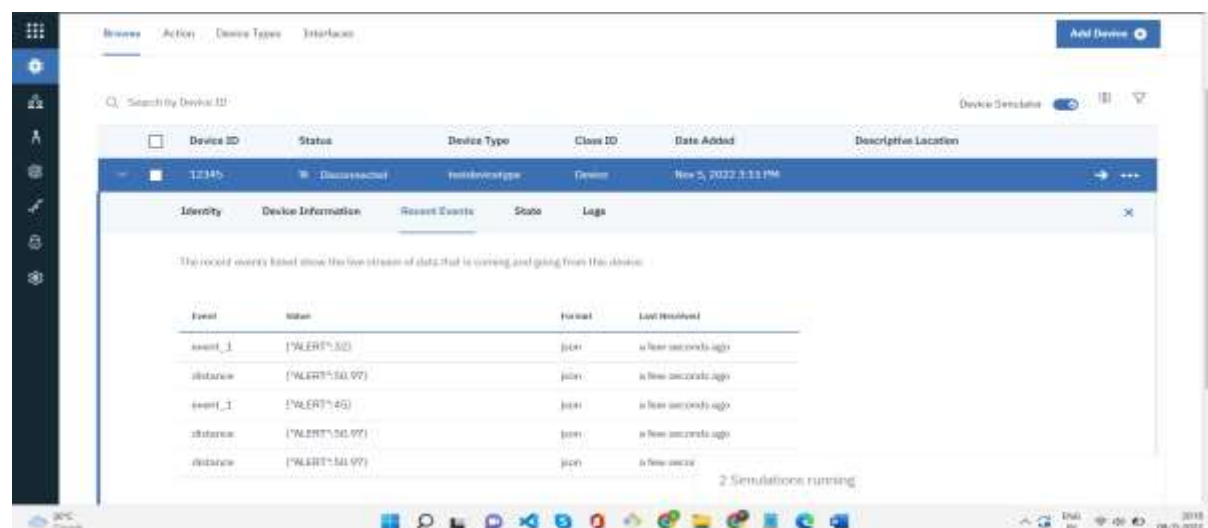 Browse Action Device Types Interfaces Add Device
Search by Device ID Device Simulator
Device ID Status Device Type Class ID Date Added Descriptive Location
12345 Disconnected testdevicetype Device Nov 5, 2022 3:33 PM
Identity Device Information Recent Events State Logs
The recent events listed show the live stream of data that is coming and going from this device.
Event Value Format Last Received
event_1 {"ALERT":32} json a few seconds ago
distance {"ALERT":50.97} json a few seconds ago
event_1 {"ALERT":45} json a few seconds ago
distance {"ALERT":50.97} json a few seconds ago
distance {"ALERT":50.97} json a few secon
2 Simulations running
ENG